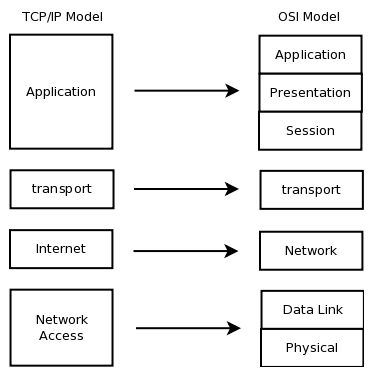 TCP/IP Model
OSI Model
Application
Application
Presentation
Session
transport
transport
Internet
Network
Network
Access
Data Link
Physical